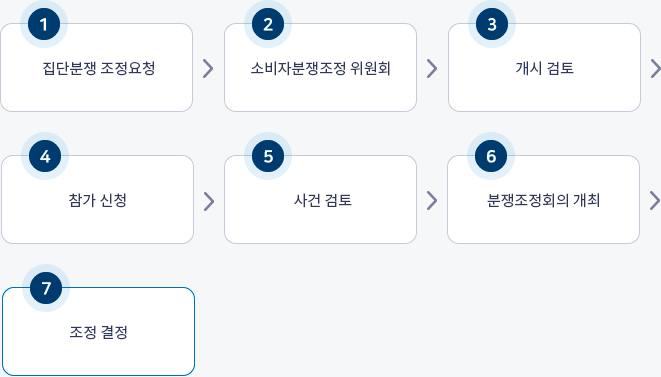 1
집단분쟁 조정요청
2
소비자분쟁조정 위원회
3
개시 검토
4
참가 신청
5
사건 검토
6
분쟁조정회의 개최
7
조정 결정